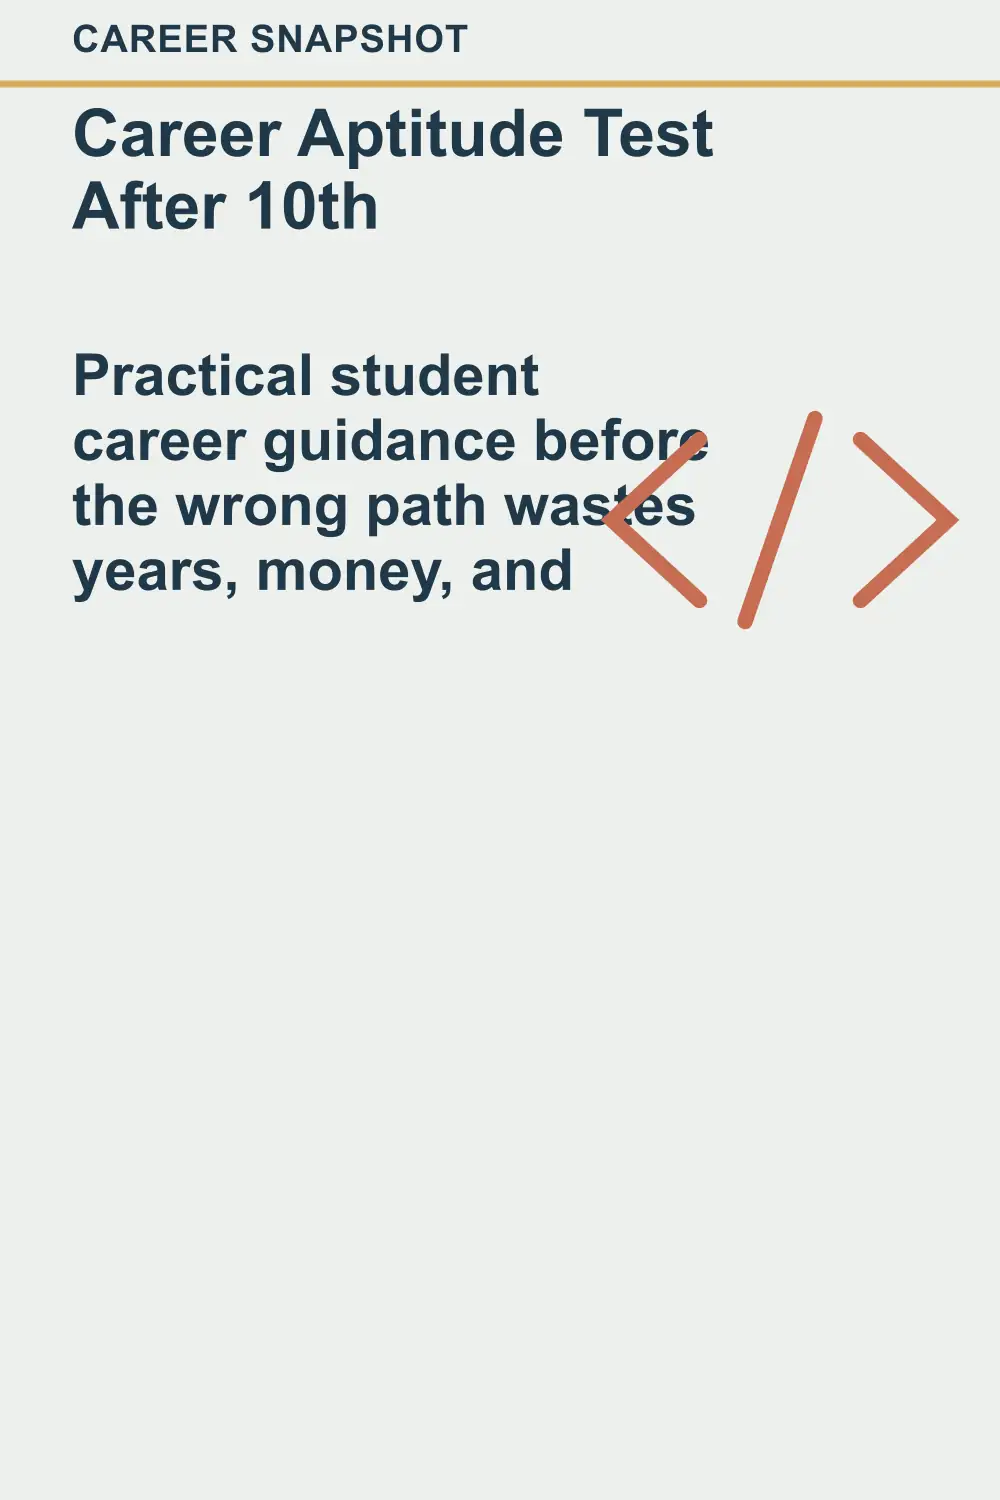 CAREER SNAPSHOT
Career Aptitude Test
After 10th
Practical student
career guidance before
the wrong path wastes
years, money, and